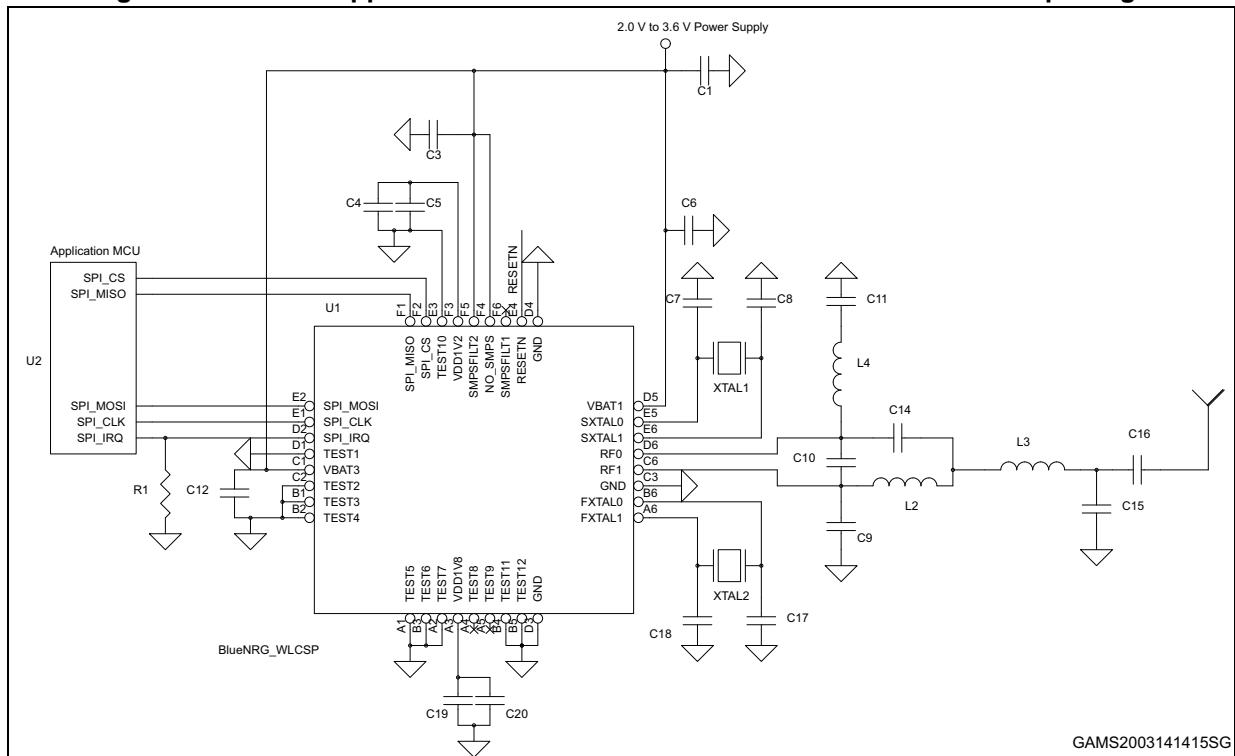 2.0 V to 3.6 V Power Supply
C1
C3
C4
C5
C6
Application MCU
SPI_CS
SPI_MISO
U2
SPI_MOSI
SPI_CLK
SPI_IRQ
R1
C12
U1
F1
F2
E3
F3
F5
F4
F6
E4
D4
RESETN
SPI_MISO
SPI_CS
TEST10
VDD1V2
SMPSFILT2
NO_SMPS
SMPSFILT1
RESETN
GND
E2
SPI_MOSI
E1
SPI_CLK
D2
SPI_IRQ
D1
TEST1
C1
VBAT3
C2
TEST2
B1
TEST3
B2
TEST4
VBAT1
D5
SXTAL0
E5
SXTAL1
E6
RF0
D6
RF1
C6
GND
C3
FXTAL0
B6
FXTAL1
A6
TEST5
TEST6
TEST7
VDD1V8
TEST8
TEST9
TEST11
TEST12
GND
A1
B3
A2
A3
A4
A5
B4
B5
D3
BlueNRG_WLCSP
C19
C20
C7
C8
XTAL1
C11
L4
C14
C10
L2
C9
L3
C16
C15
XTAL2
C18
C17
GAMS2003141415SG